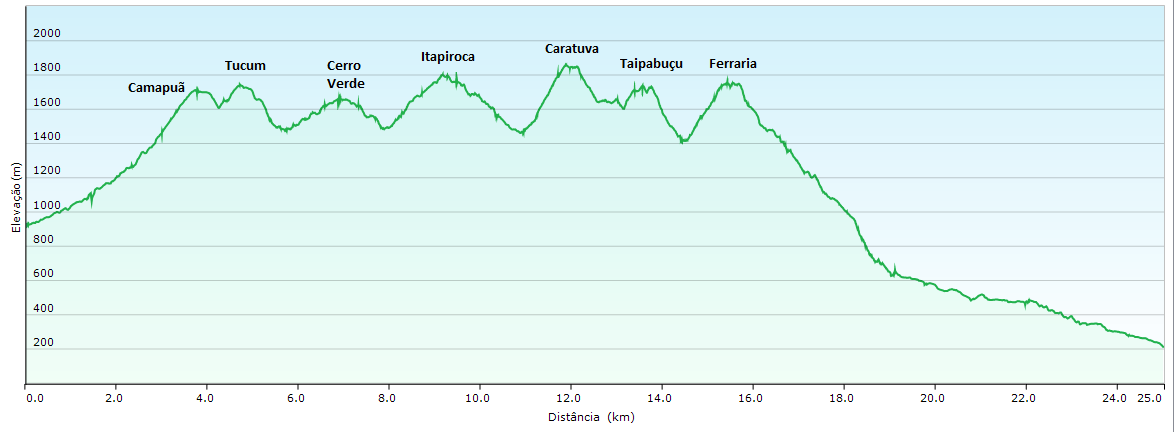 2000
1800
1600
1400
1200
1000
800
600
400
200
Elevação (m)
Camapuã
Tucum
Cerro
Verde
Itapiroca
Caratuva
Taipabuçu
Ferraria
0.0 2.0 4.0 6.0 8.0 10.0 12.0 14.0 16.0 18.0 20.0 22.0 24.0 25.0
Distância (km)